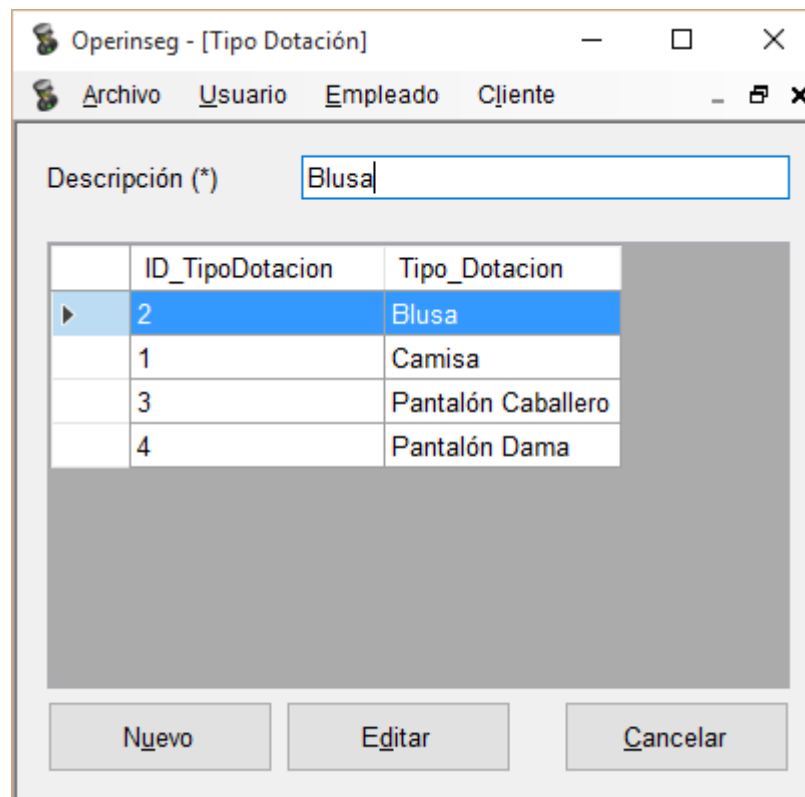 Operinseg - [Tipo Dotación]
Archivo Usuario Empleado Cliente
Descripción (*) Blusa
ID_TipoDotacion Tipo_Dotacion
2 Blusa
1 Camisa
3 Pantalón Caballero
4 Pantalón Dama
Nuevo Editar Cancelar